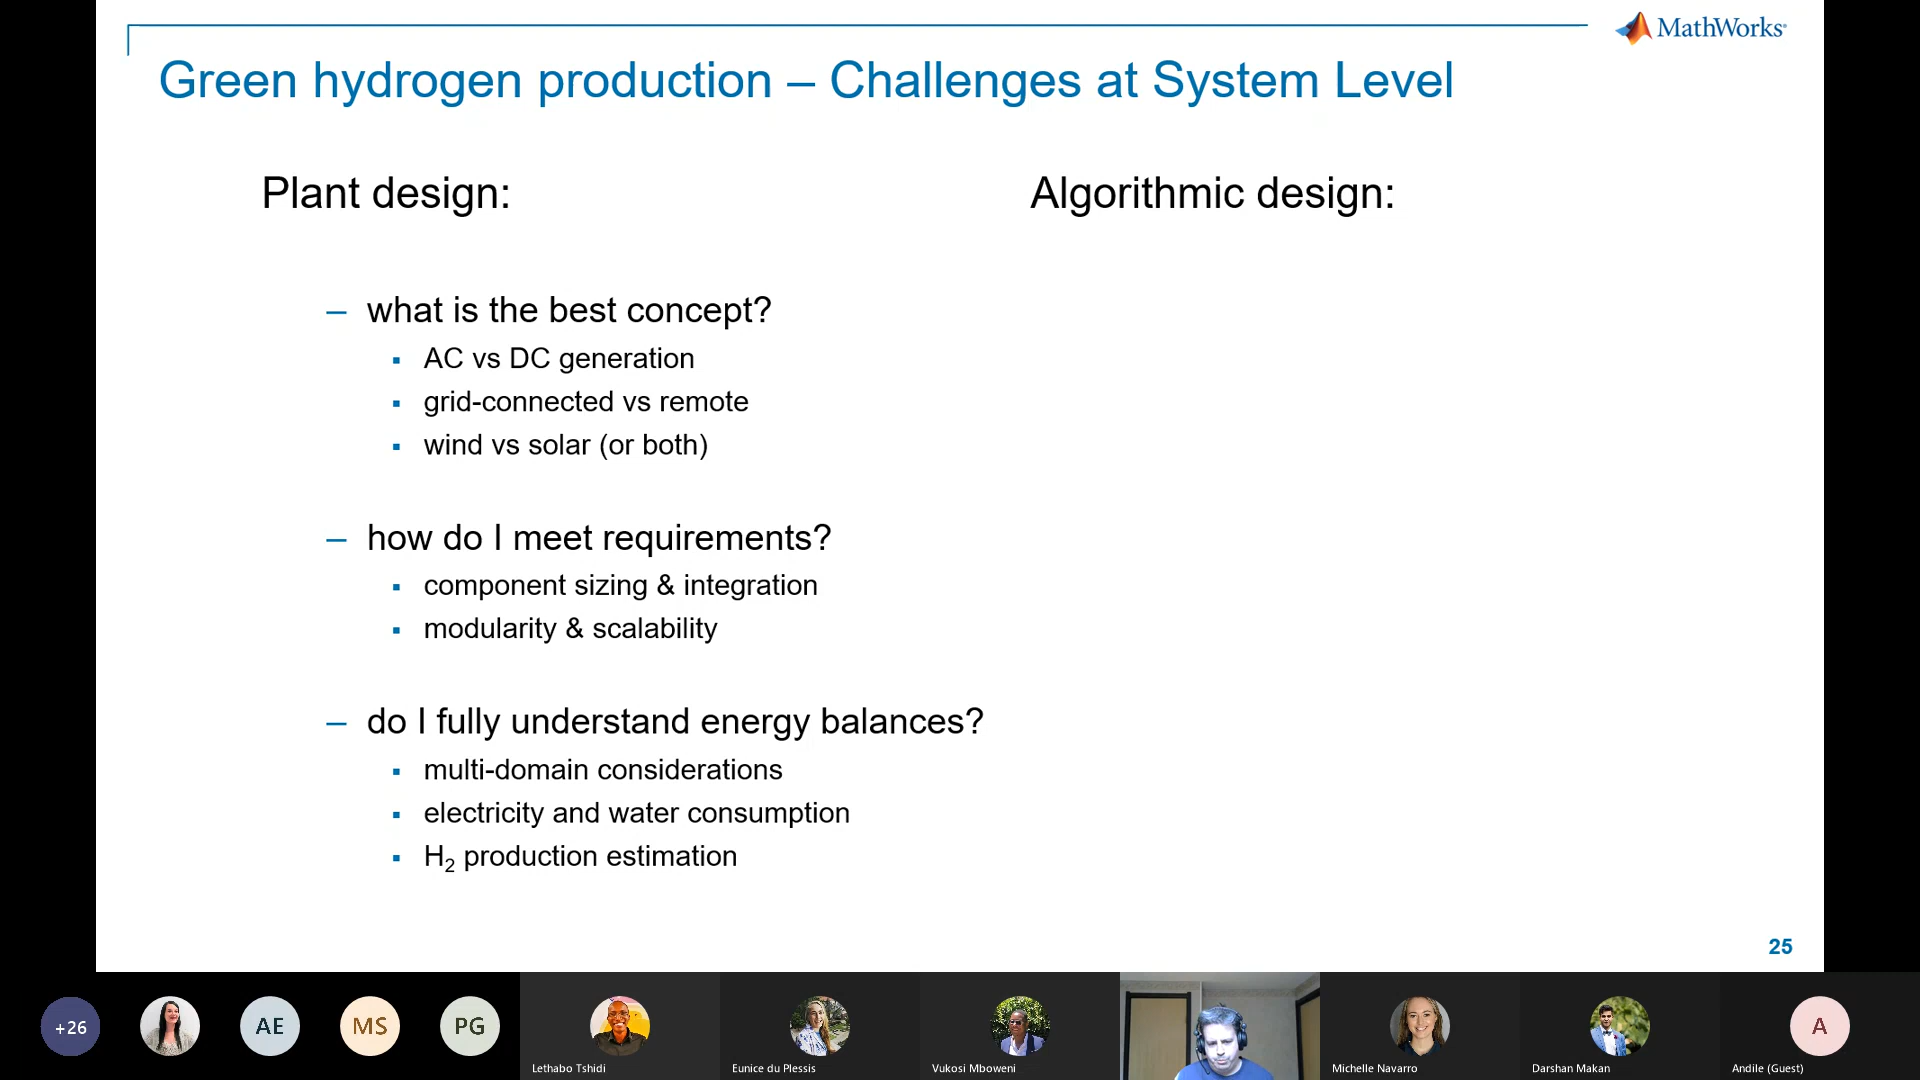 MathWorks®
Green hydrogen production – Challenges at System Level
Plant design:
Algorithmic design:
– what is the best concept?
▪ AC vs DC generation
▪ grid-connected vs remote
▪ wind vs solar (or both)
– how do I meet requirements?
▪ component sizing & integration
▪ modularity & scalability
– do I fully understand energy balances?
▪ multi-domain considerations
▪ electricity and water consumption
▪ H₂ production estimation
25
+26
AE
MS
PG
A
Lethabo Tshidi
Eunice du Plessis
Vukosi Mboweni
Michelle Navarro
Darshan Makan
Andile (Guest)